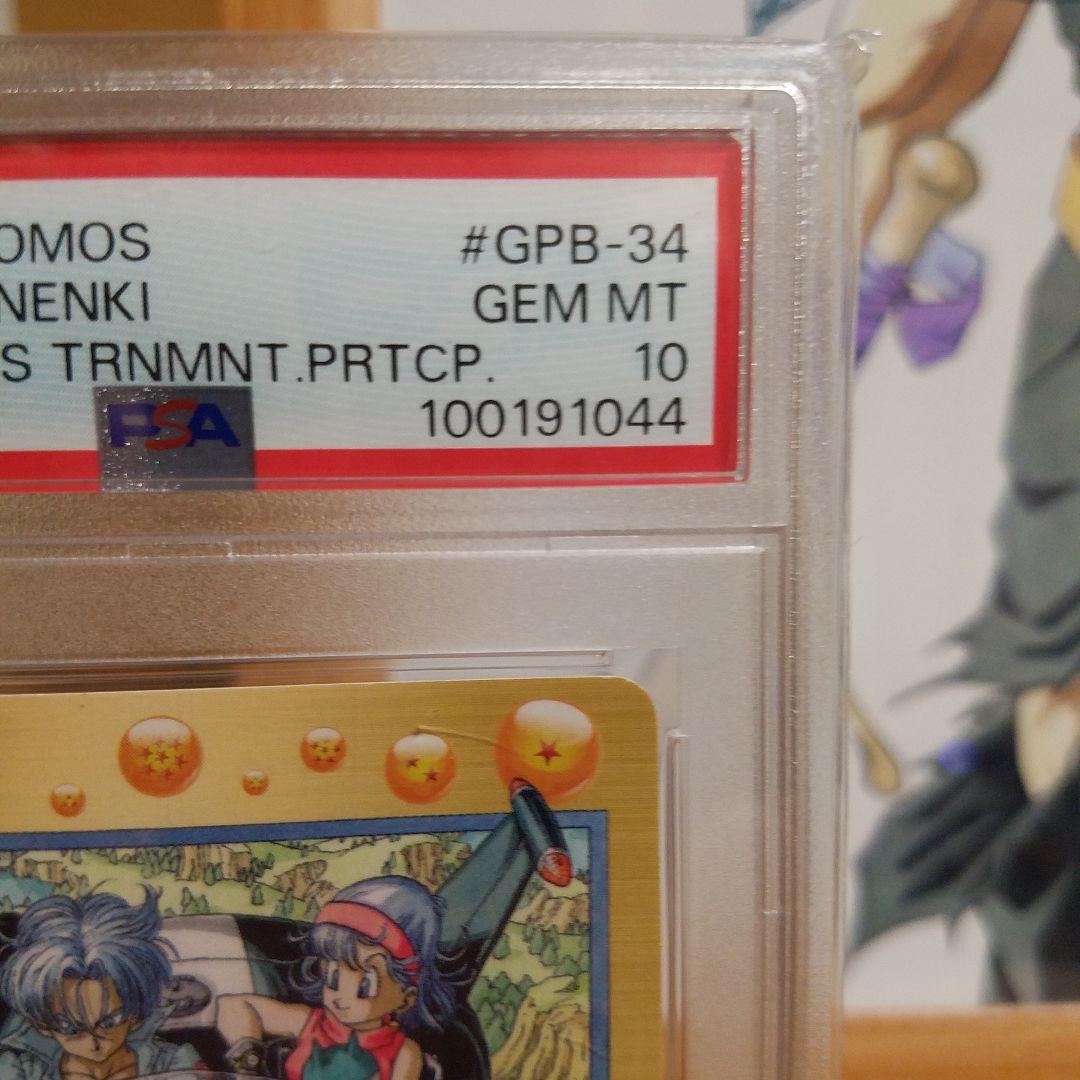 OMOS #GPB-34
NENKI GEM MT
S TRNMNT.PRTCP. 10
PSA 100191044